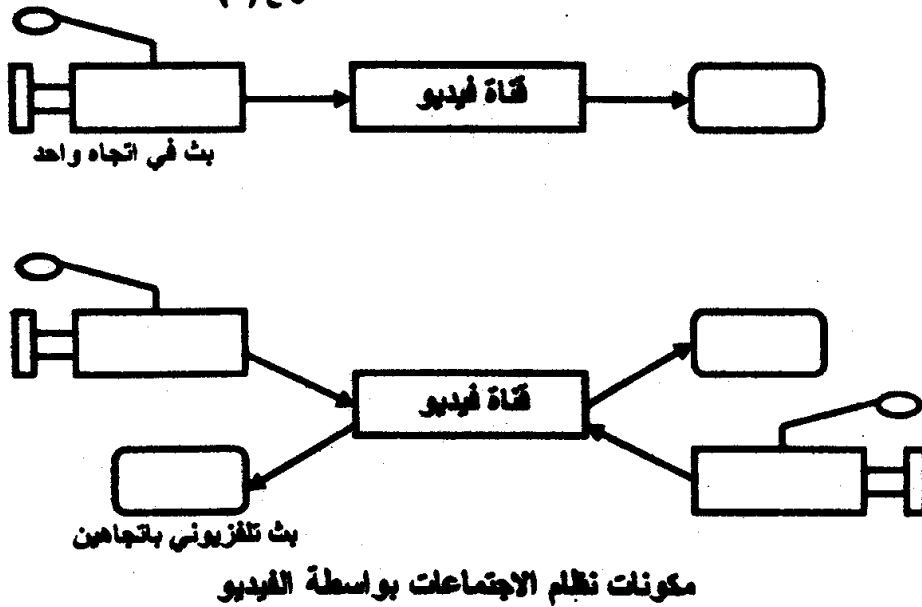 قناة فيديو
بث في اتجاه واحد
قناة فيديو
بث تلفزيوني باتجاهين
مكونات نظام الاجتماعات بواسطة الفيديو